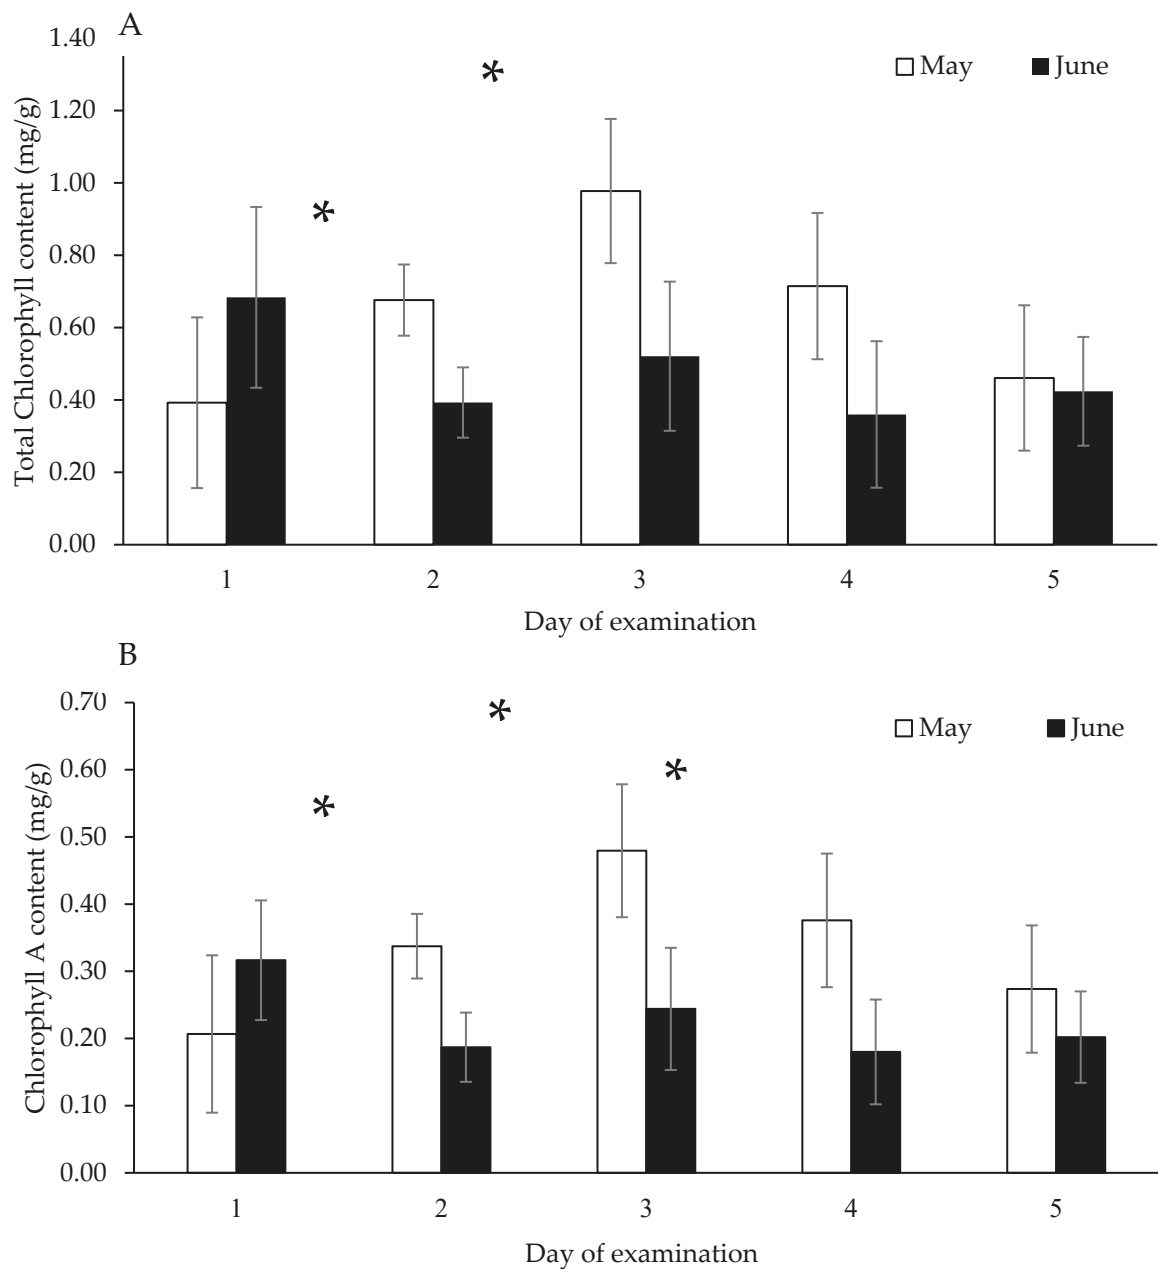 A
1.40
1.20
1.00
0.80
0.60
0.40
0.20
0.00
Total Chlorophyll content (mg/g)
May June
*
*
1 2 3 4 5
Day of examination
B
0.70
0.60
0.50
0.40
0.30
0.20
0.10
0.00
Chlorophyll A content (mg/g)
May June
*
*
*
1 2 3 4 5
Day of examination